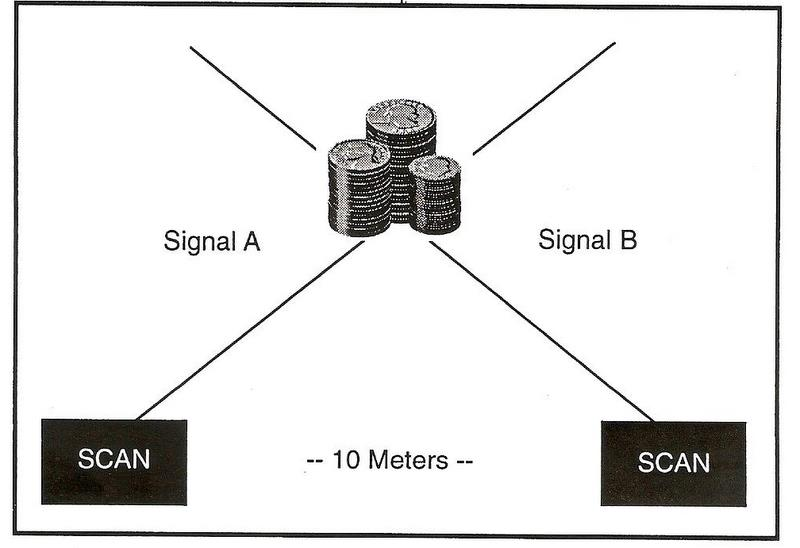 Signal A
Signal B
SCAN
-- 10 Meters --
SCAN